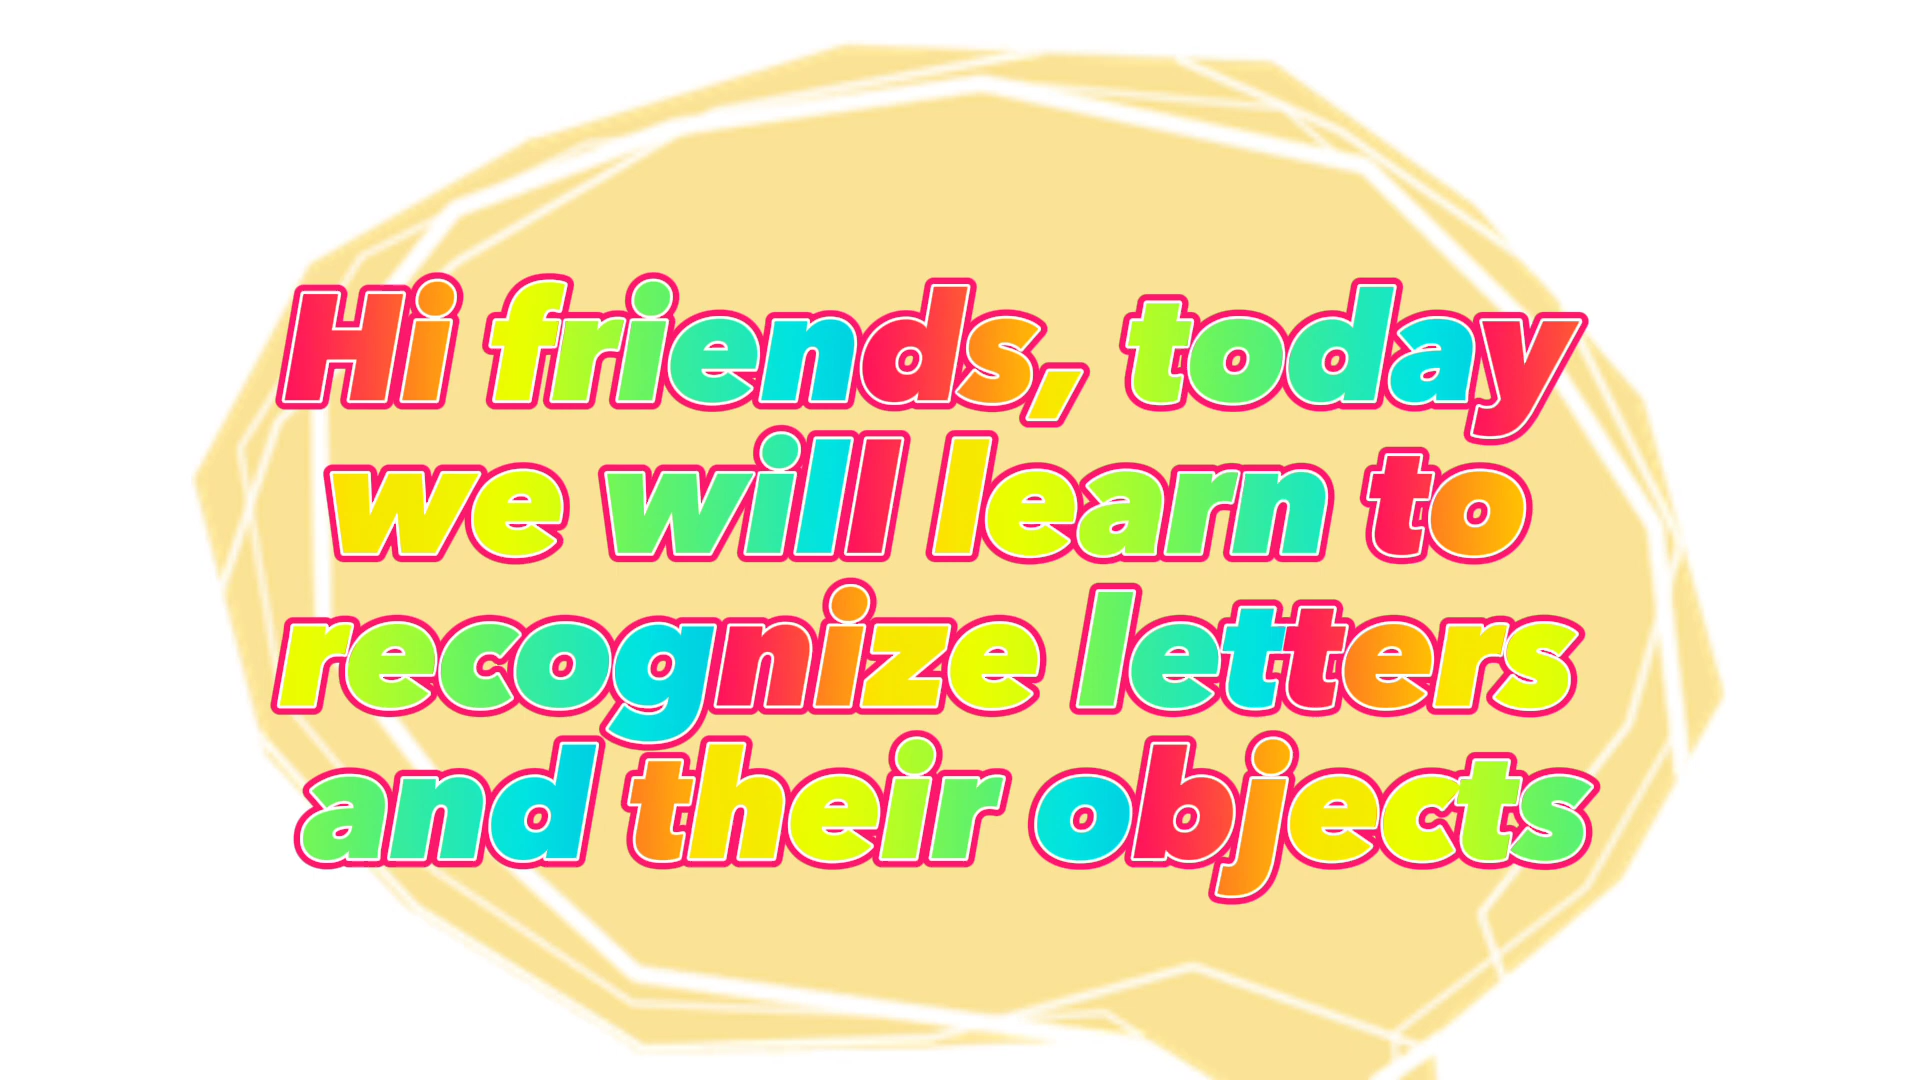 Hi friends, today
we will learn to
recognize letters
and their objects